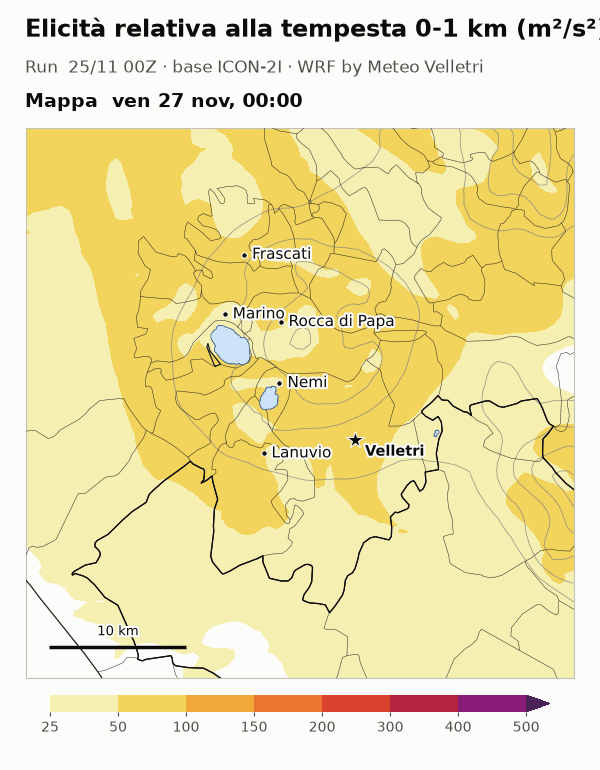 Elicità relativa alla tempesta 0-1 km (m²/s²)
Run 25/11 00Z · base ICON-2I · WRF by Meteo Velletri
Mappa ven 27 nov, 00:00
Frascati
Marino
Rocca di Papa
Nemi
Velletri
Lanuvio
10 km
25 50 100 150 200 300 400 500